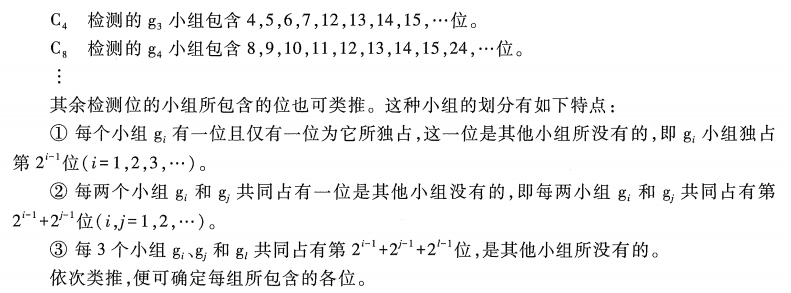 C₄ 检测的 g₃ 小组包含 4,5,6,7,12,13,14,15,…位。
C₈ 检测的 g₄ 小组包含 8,9,10,11,12,13,14,15,24,…位。
⋮
其余检测位的小组所包含的位也可类推。这种小组的划分有如下特点：
① 每个小组 gᵢ 有一位且仅有一位为它所独占,这一位是其他小组所没有的,即 gᵢ 小组独占
第 2ⁱ⁻¹位(i=1,2,3,…)。
② 每两个小组 gᵢ 和 gⱼ 共同占有一位是其他小组没有的,即每两小组 gᵢ 和 gⱼ 共同占有第
2ⁱ⁻¹+2ʲ⁻¹位(i,j=1,2,…)。
③ 每 3 个小组 gᵢ、gⱼ 和 gₗ 共同占有第 2ⁱ⁻¹+2ʲ⁻¹+2ˡ⁻¹位,是其他小组所没有的。
依次类推,便可确定每组所包含的各位。